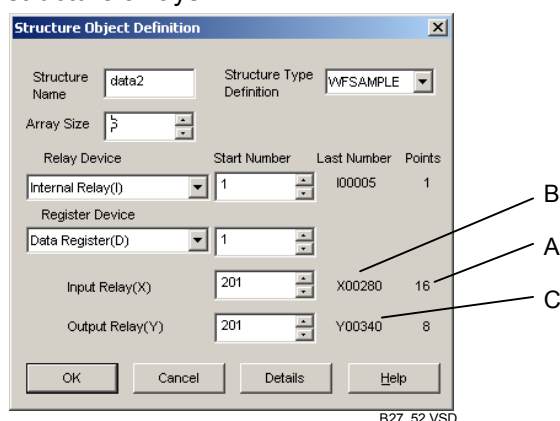 Structure Object Definition
Structure Name
data2
Structure Type Definition
WFSAMPLE
Array Size
Relay Device
Start Number
Last Number
Points
Internal Relay(I)
1
I00005
1
Register Device
Data Register(D)
1
Input Relay(X)
201
X00280
16
Output Relay(Y)
201
Y00340
8
OK
Cancel
Details
Help
B
A
C